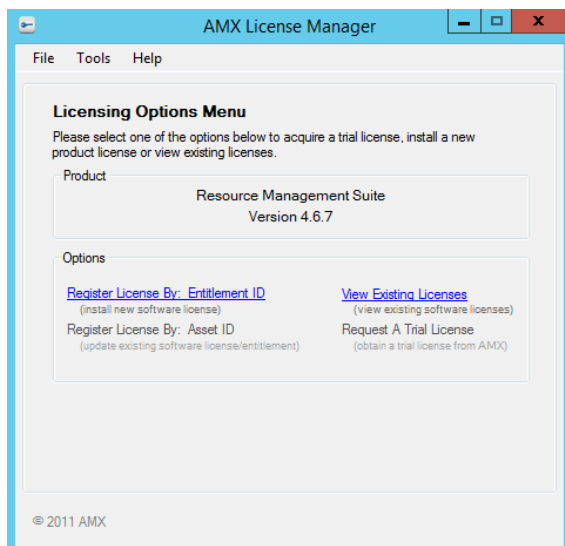 AMX License Manager
File Tools Help
Licensing Options Menu
Please select one of the options below to acquire a trial license, install a new
product license or view existing licenses.
Product
Resource Management Suite
Version 4.6.7
Options
Register License By: Entitlement ID
(install new software license)
View Existing Licenses
(view existing software licenses)
Register License By: Asset ID
(update existing software license/entitlement)
Request A Trial License
(obtain a trial license from AMX)
© 2011 AMX